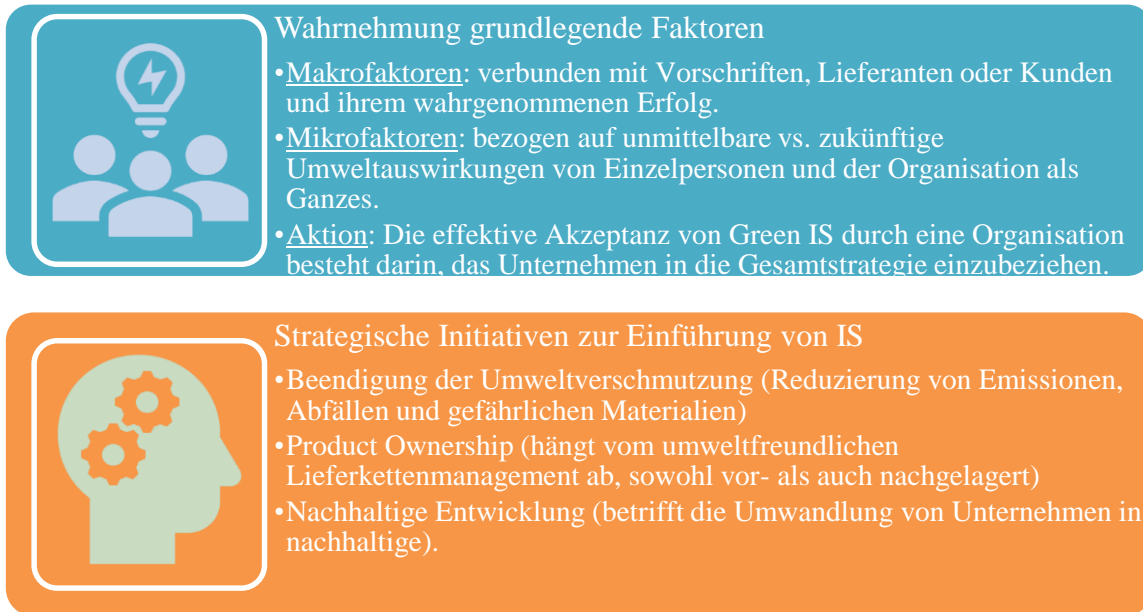 Wahrnehmung grundlegende Faktoren
•Makrofaktoren: verbunden mit Vorschriften, Lieferanten oder Kunden
und ihrem wahrgenommenen Erfolg.
•Mikrofaktoren: bezogen auf unmittelbare vs. zukünftige
Umweltauswirkungen von Einzelpersonen und der Organisation als
Ganzes.
•Aktion: Die effektive Akzeptanz von Green IS durch eine Organisation
besteht darin, das Unternehmen in die Gesamtstrategie einzubeziehen.
Strategische Initiativen zur Einführung von IS
•Beendigung der Umweltverschmutzung (Reduzierung von Emissionen,
Abfällen und gefährlichen Materialien)
•Product Ownership (hängt vom umweltfreundlichen
Lieferkettenmanagement ab, sowohl vor- als auch nachgelagert)
•Nachhaltige Entwicklung (betrifft die Umwandlung von Unternehmen in
nachhaltige).